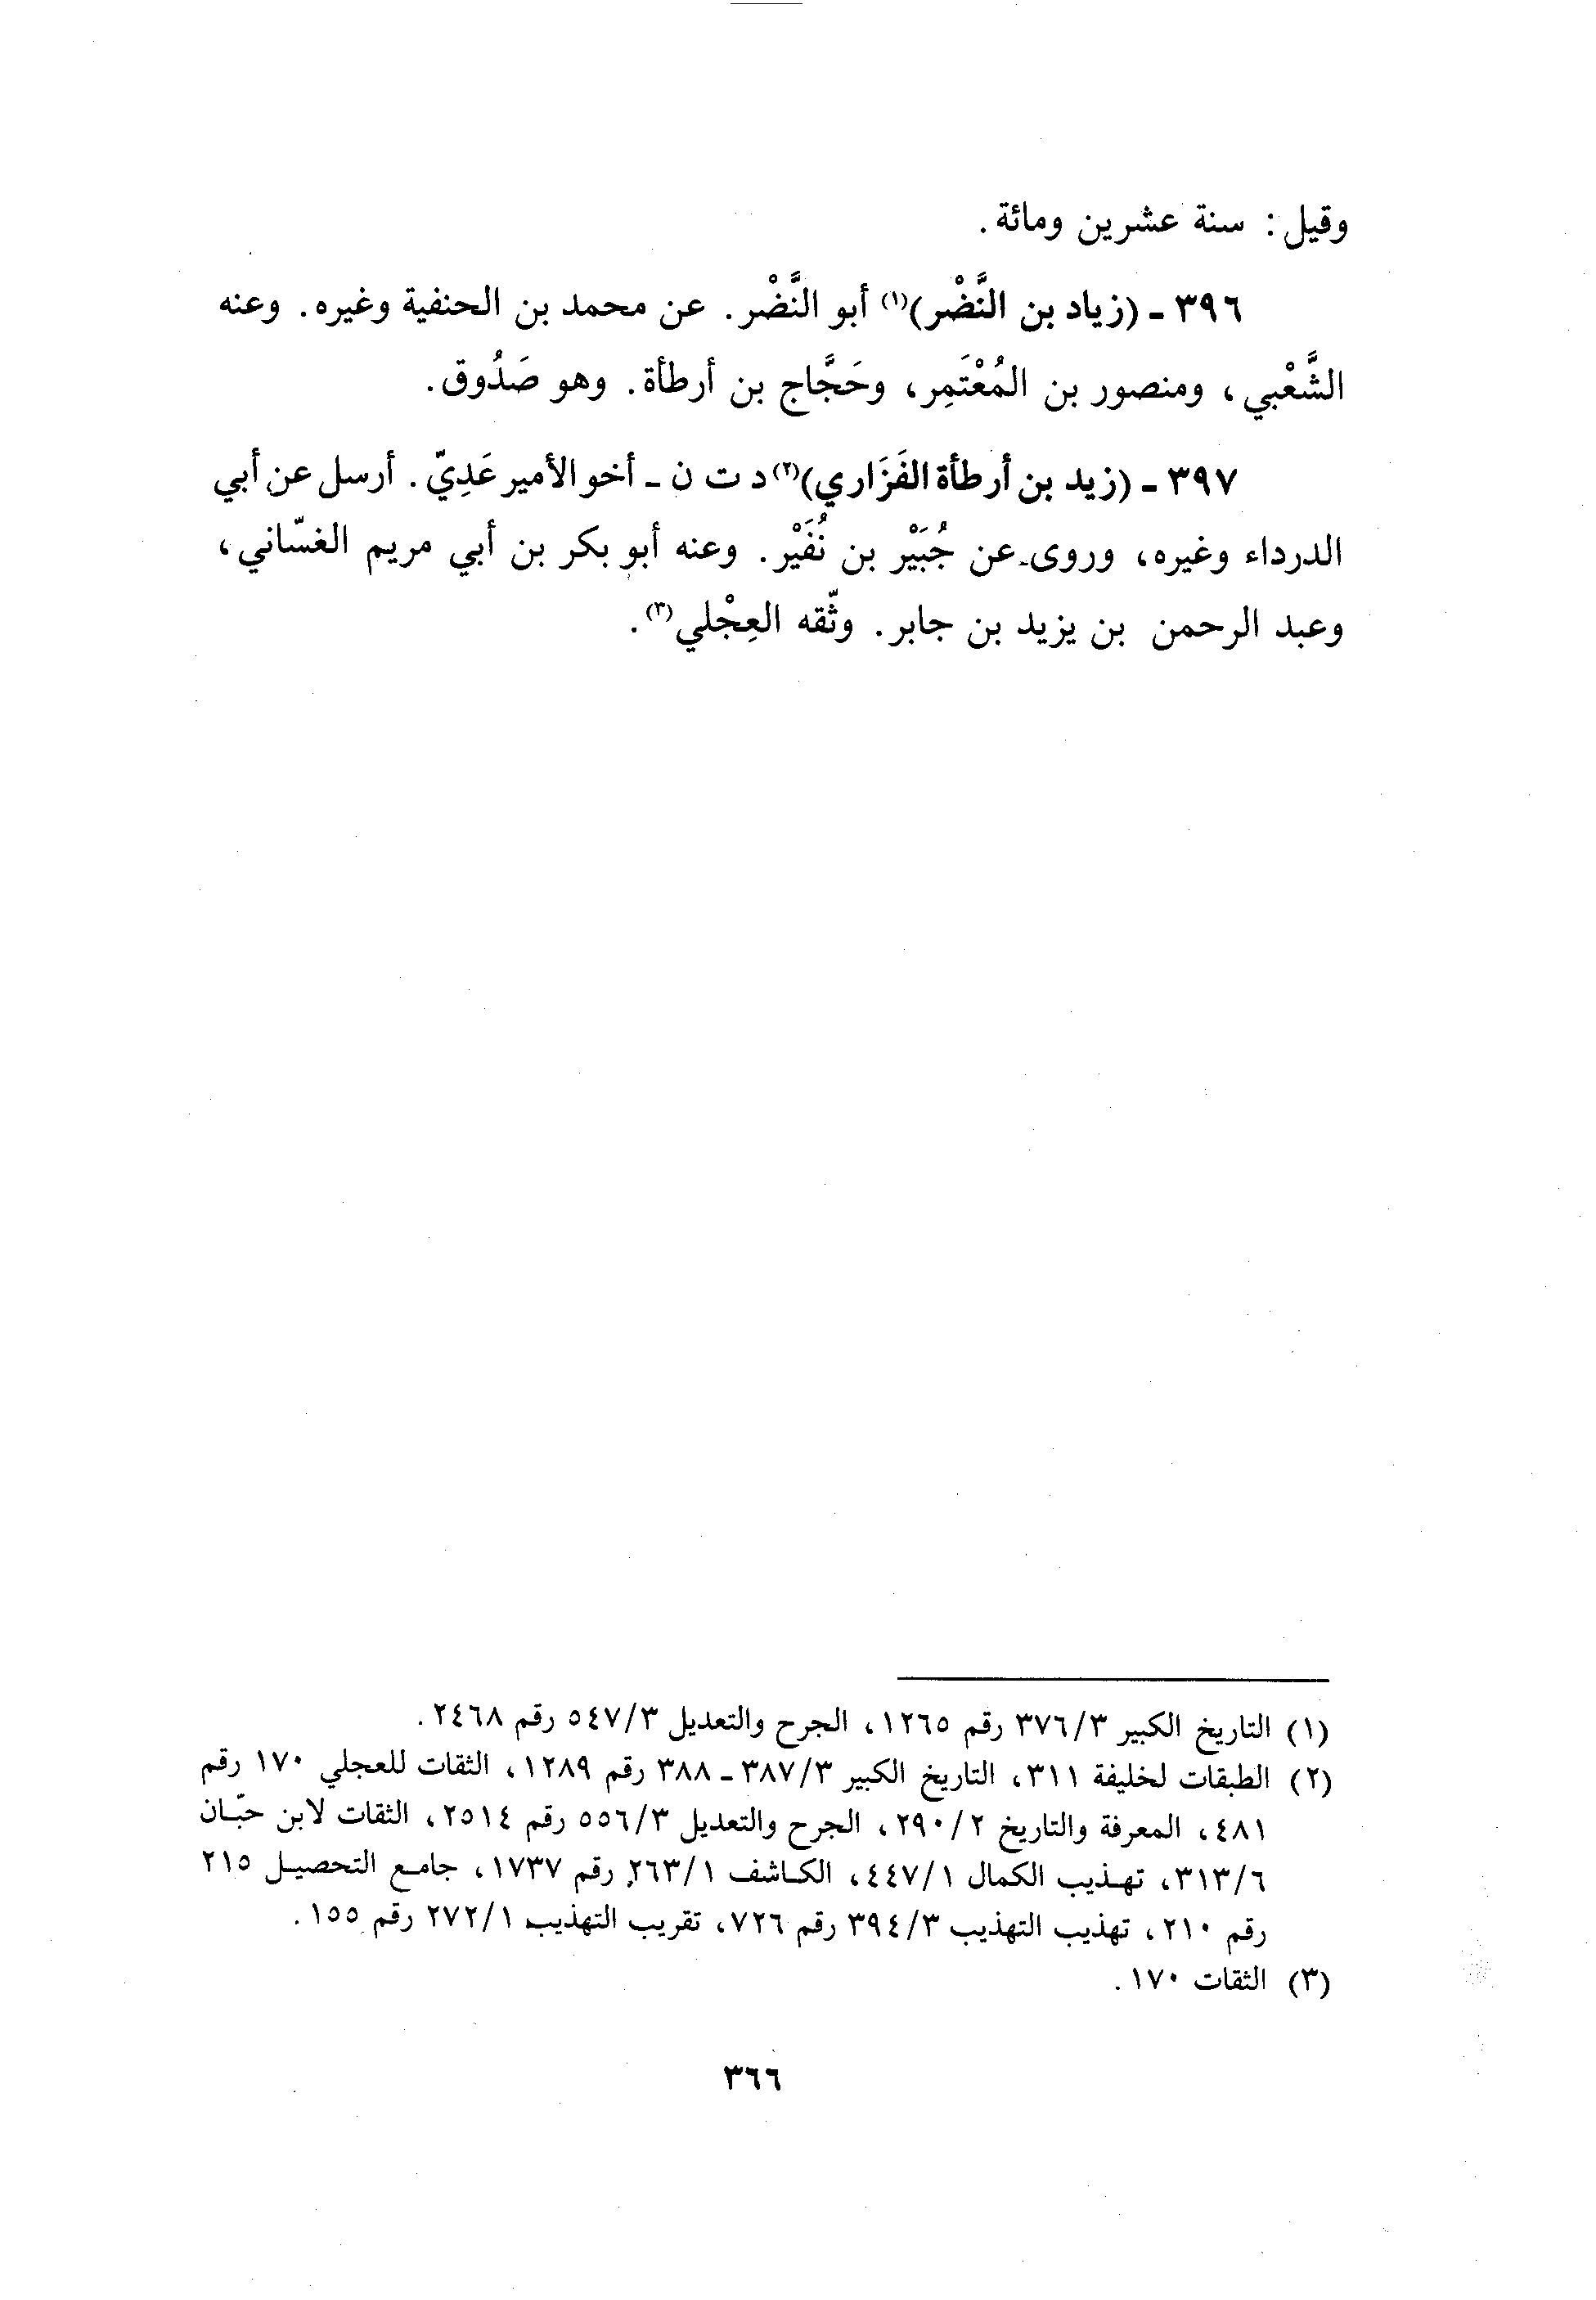 وقيل: سنة عشرين ومائة.
٣٩٦ - (زياد بن النَّضْر)(١) أبو النَّضْر. عن محمد بن الحنفية وغيره. وعنه
الشَّعْبي، ومنصور بن المُعْتَمِر، وحَجَّاج بن أرطأة. وهو صَدُوق.
٣٩٧ - (زيد بن أرطأة الفَزَاري)(٢) د ت ن - أخو الأمير عَدِيّ. أرسل عن أبي
الدرداء وغيره، وروى عن جُبَيْر بن نُفَيْر. وعنه أبو بكر بن أبي مريم الغسّاني،
وعبد الرحمن بن يزيد بن جابر. وثّقه العِجْلي(٣).
(١) التاريخ الكبير ٣٧٦/٣ رقم ١٢٦٥، الجرح والتعديل ٥٤٧/٣ رقم ٢٤٦٨.
(٢) الطبقات لخليفة ٣١١، التاريخ الكبير ٣٨٧/٣ - ٣٨٨ رقم ١٢٨٩، الثقات للعجلي ١٧٠ رقم
٤٨١، المعرفة والتاريخ ٢٩٠/٢، الجرح والتعديل ٥٥٦/٣ رقم ٢٥١٤، الثقات لابن حبّان
٣١٣/٦، تهذيب الكمال ٤٤٧/١، الكاشف ٢٦٣/١ رقم ١٧٣٧، جامع التحصيل ٢١٥
رقم ٢١٠، تهذيب التهذيب ٣٩٤/٣ رقم ٧٢٦، تقريب التهذيب ٢٧٢/١ رقم ١٥٥.
(٣) الثقات ١٧٠.
٣٦٦